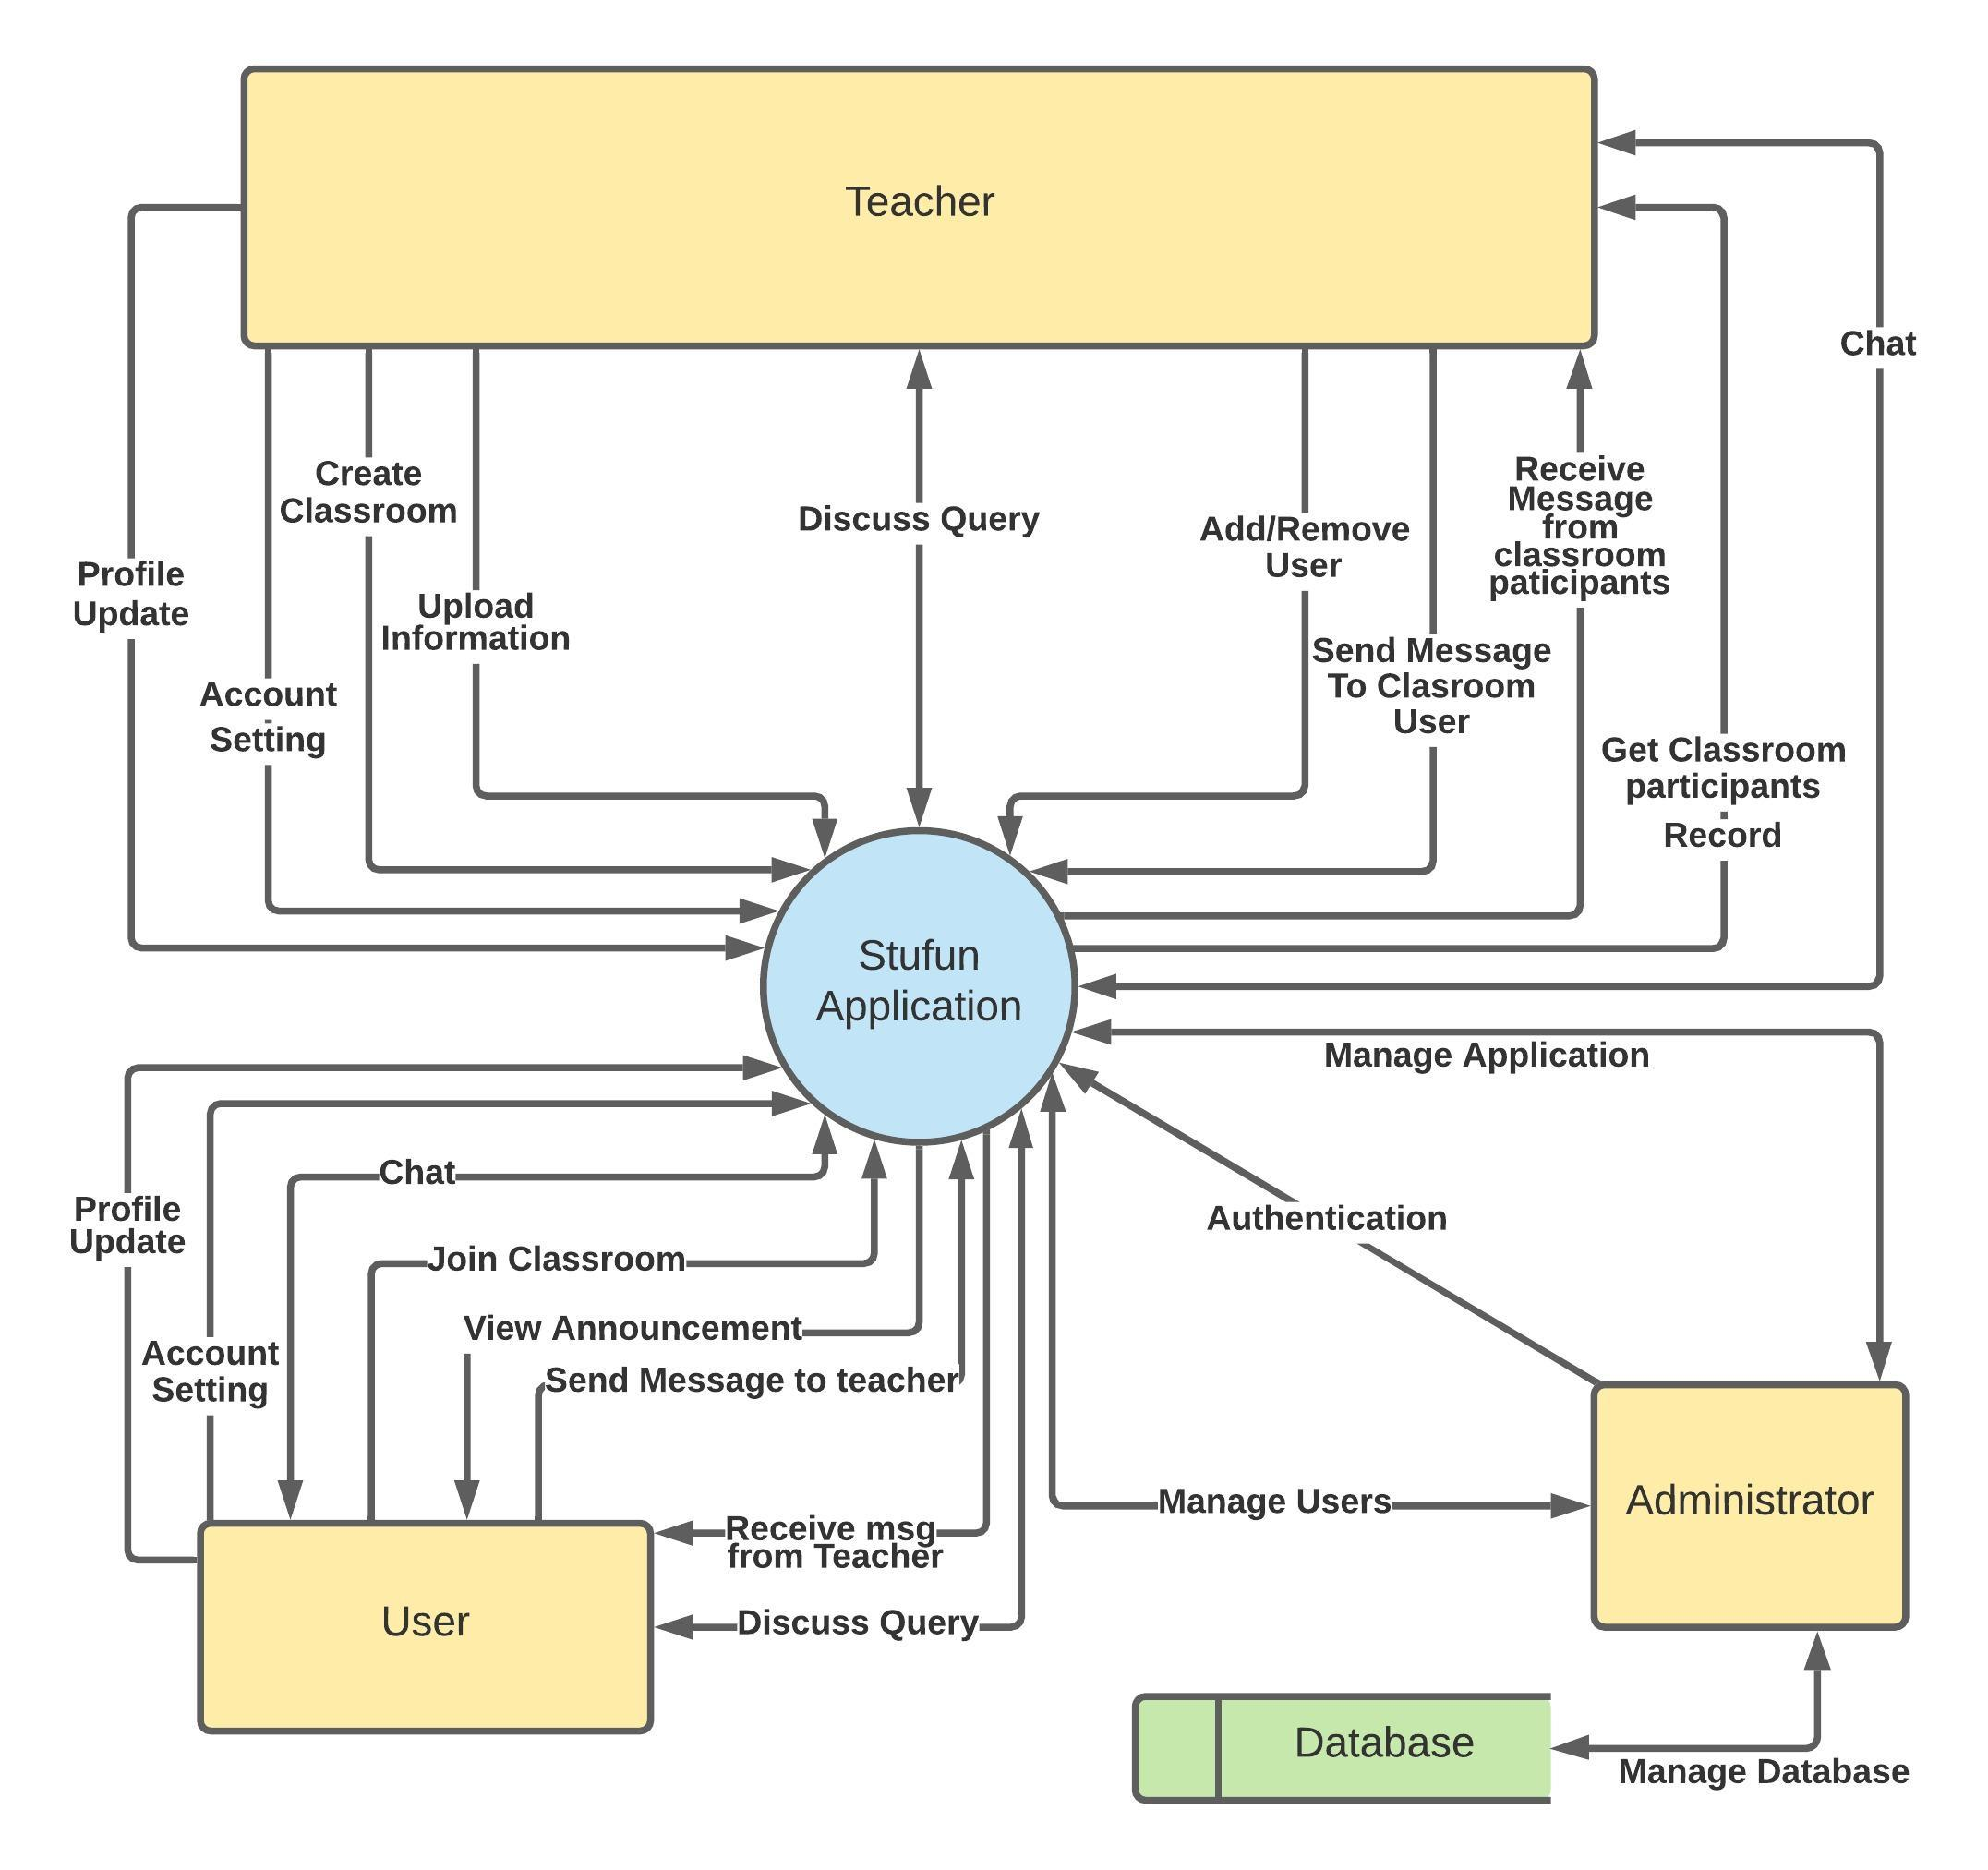 Teacher
Chat
Create
Classroom
Discuss Query
Add/Remove
User
Receive
Message
from
classroom
paticipants
Profile
Update
Upload
Information
Send Message
To Clasroom
User
Account
Setting
Get Classroom
participants
Record
Stufun
Application
Manage Application
Chat
Profile
Update
Authentication
Join Classroom
View Announcement
Account
Setting
Send Message to teacher
Manage Users
Administrator
Receive msg
from Teacher
User
Discuss Query
Database
Manage Database